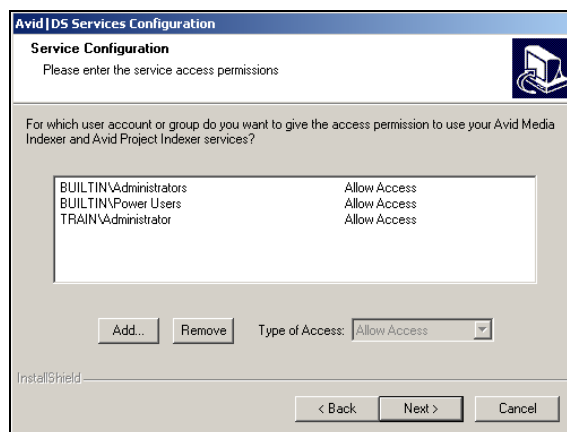 Avid|DS Services Configuration
Service Configuration
Please enter the service access permissions
For which user account or group do you want to give the access permission to use your Avid Media
Indexer and Avid Project Indexer services?
BUILTIN\Administrators Allow Access
BUILTIN\Power Users Allow Access
TRAIN\Administrator Allow Access
Add... Remove Type of Access: Allow Access
InstallShield
< Back Next > Cancel